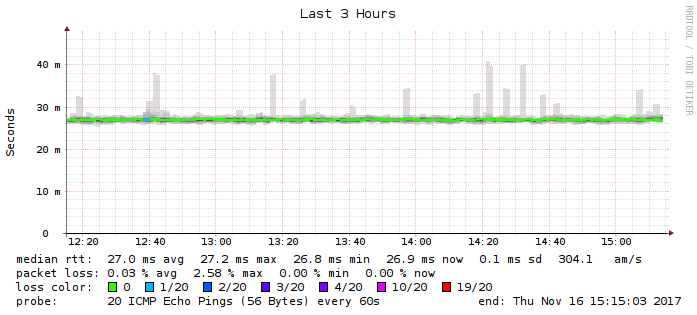 Last 3 Hours
RRDTOOL / TOBI OETIKER
Seconds
40 m
30 m
20 m
10 m
0
12:20 12:40 13:00 13:20 13:40 14:00 14:20 14:40 15:00
median rtt: 27.0 ms avg 27.2 ms max 26.8 ms min 26.9 ms now 0.1 ms sd 304.1 am/s
packet loss: 0.03 % avg 2.58 % max 0.00 % min 0.00 % now
loss color: 0 1/20 2/20 3/20 4/20 10/20 19/20
probe: 20 ICMP Echo Pings (56 Bytes) every 60s end: Thu Nov 16 15:15:03 2017